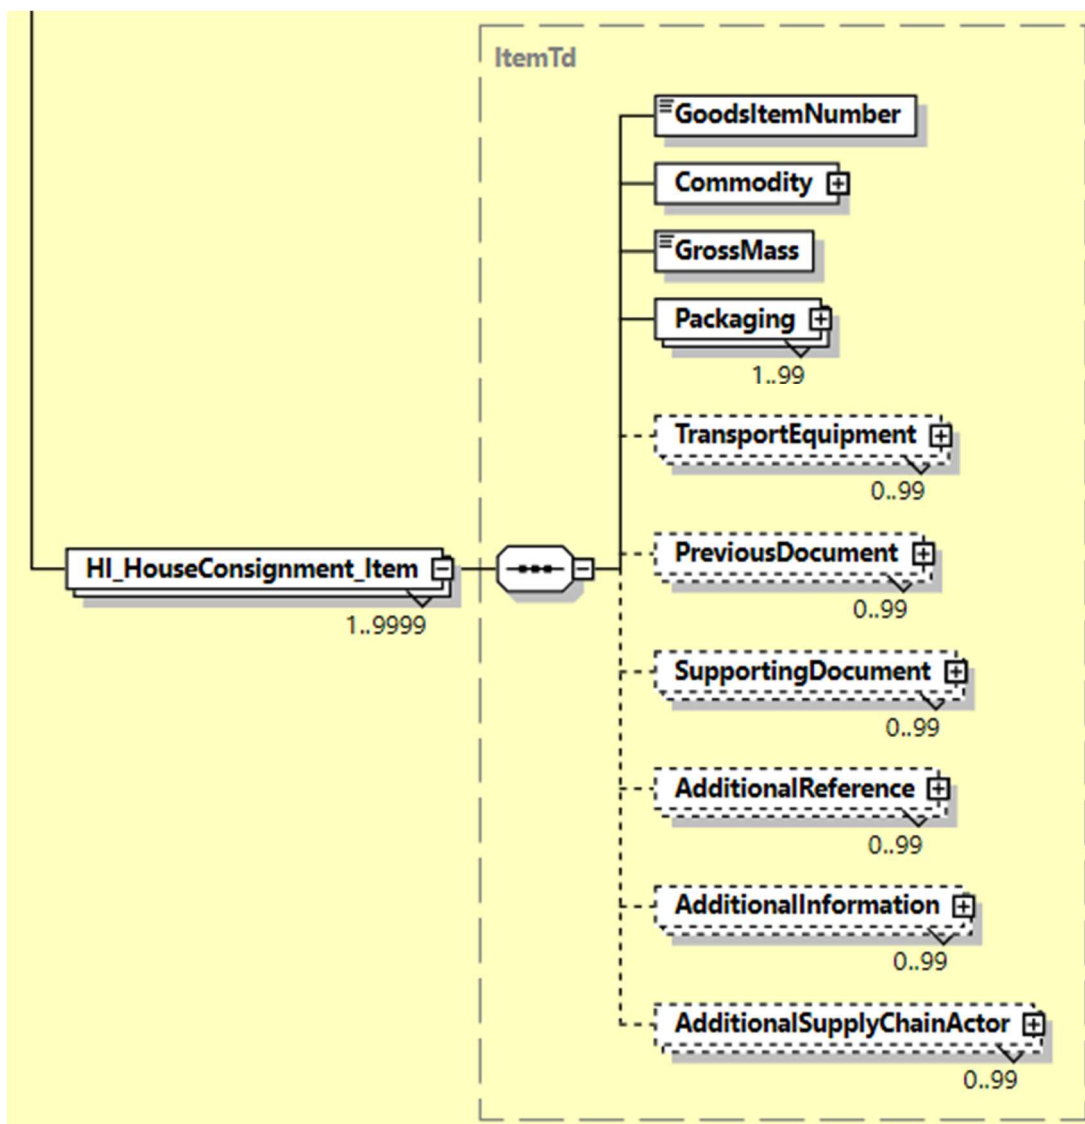 ItemTd
GoodsItemNumber
Commodity
GrossMass
Packaging
1..99
TransportEquipment
0..99
PreviousDocument
0..99
HI_HouseConsignment_Item
1..9999
SupportingDocument
0..99
AdditionalReference
0..99
AdditionalInformation
0..99
AdditionalSupplyChainActor
0..99